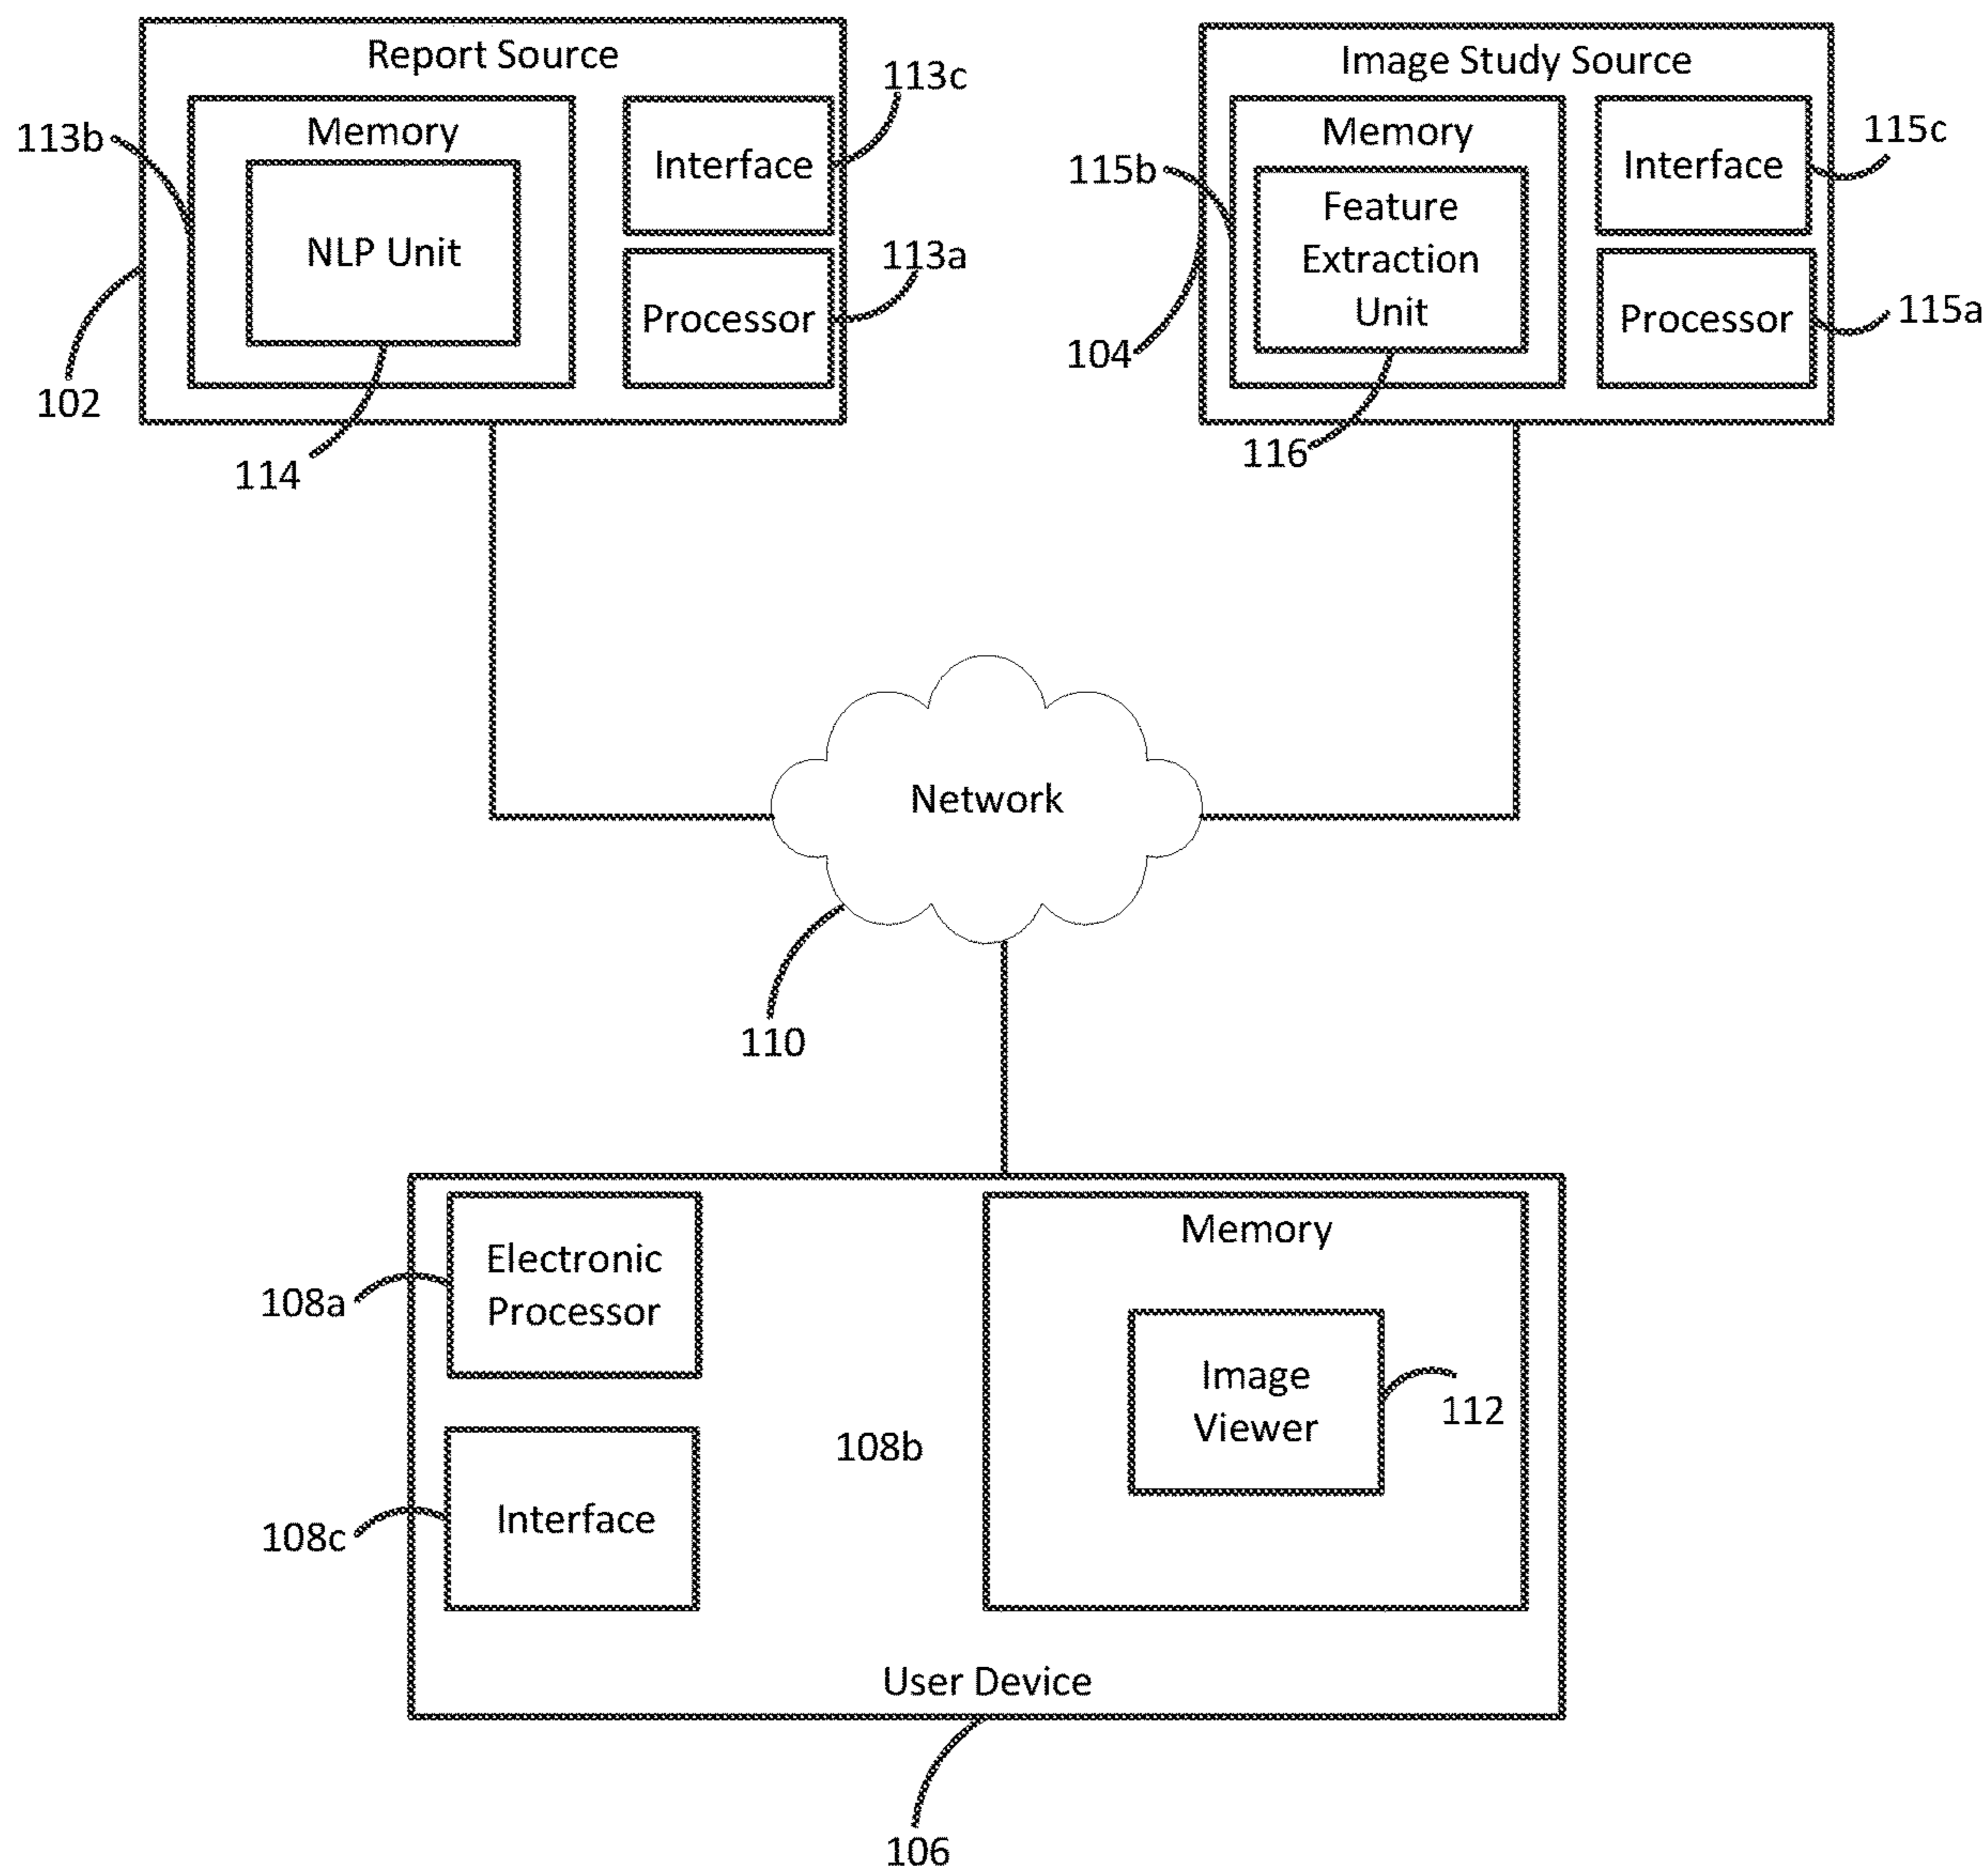 Report Source
113c
113b
Memory
Interface
NLP Unit
113a
Processor
102
114
Image Study Source
115c
115b
Memory
Interface
Feature
Extraction
Unit
104
115a
Processor
116
Network
110
Electronic
Processor
108a
Memory
Image
Viewer
112
108b
Interface
108c
User Device
106